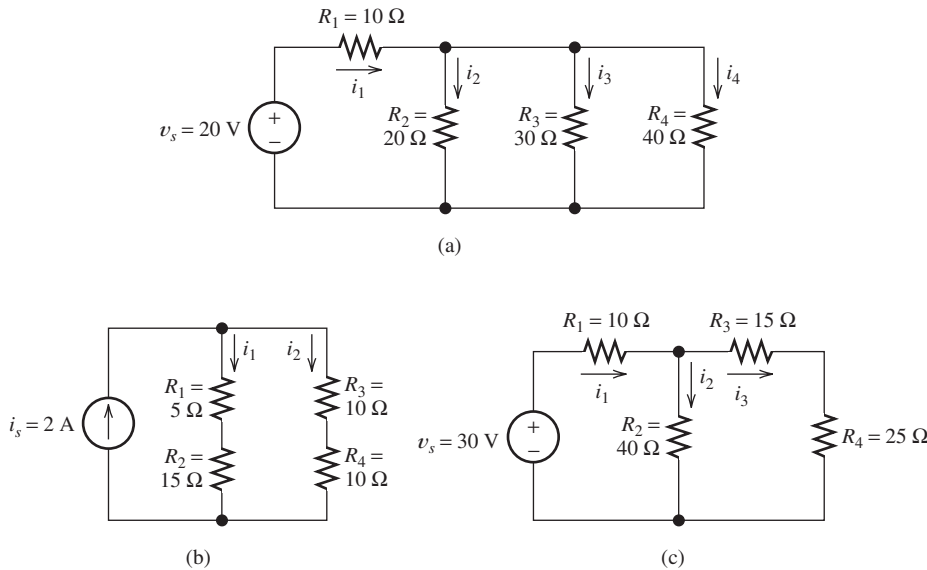 R₁ = 10 Ω
i₁
i₂
i₃
i₄
vₛ = 20 V
+
−
R₂ =
20 Ω
R₃ =
30 Ω
R₄ =
40 Ω
(a)
i₁
i₂
iₛ = 2 A
R₁ =
5 Ω
R₃ =
10 Ω
R₂ =
15 Ω
R₄ =
10 Ω
(b)
R₁ = 10 Ω
R₃ = 15 Ω
i₁
i₂
i₃
vₛ = 30 V
+
−
R₂ =
40 Ω
R₄ = 25 Ω
(c)